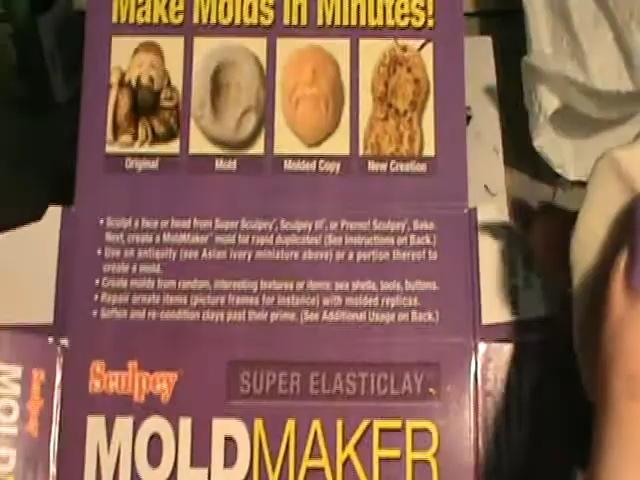 Make Molds in Minutes!
Original Mold Molded Copy New Creation
• Sculpt a face or head from Super Sculpey, Sculpey III, or Premo! Sculpey. Bake.
Next, create a MoldMaker mold for rapid duplicates! (See Instructions on Back.)
• Use an antiquity (see Asian ivory miniature above) or a portion thereof to
create a mold.
• Create molds from random, interesting textures or items: sea shells, tools, buttons.
• Repair ornate items (picture frames for instance) with molded replicas.
• Soften and re-condition clays past their prime. (See Additional Usage on Back.)
Sculpey SUPER ELASTICLAY
MOLDMAKER
Sculpey
MOLD